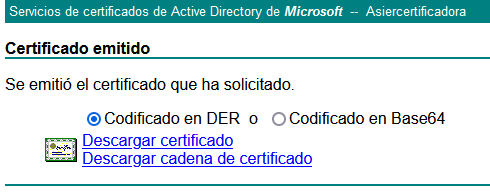 Servicios de certificados de Active Directory de Microsoft -- Asiercertificadora
Certificado emitido
Se emitió el certificado que ha solicitado.
Codificado en DER o Codificado en Base64
Descargar certificado
Descargar cadena de certificado